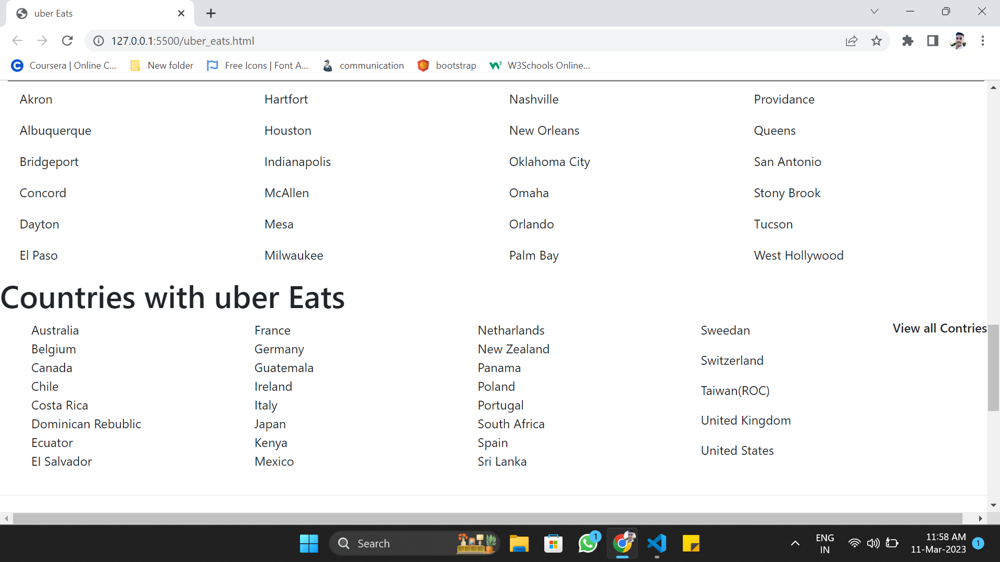 uber Eats
127.0.0.1:5500/uber_eats.html
Coursera | Online C... New folder Free Icons | Font A... communication bootstrap W3Schools Online...
Akron Hartfort Nashville Providance
Albuquerque Houston New Orleans Queens
Bridgeport Indianapolis Oklahoma City San Antonio
Concord McAllen Omaha Stony Brook
Dayton Mesa Orlando Tucson
El Paso Milwaukee Palm Bay West Hollywood
Countries with uber Eats
Australia France Netharlands Sweedan View all Contries
Belgium Germany New Zealand
Switzerland
Canada Guatemala Panama
Chile Ireland Poland Taiwan(ROC)
Costa Rica Italy Portugal
Dominican Rebublic Japan South Africa United Kingdom
Ecuator Kenya Spain
United States
El Salvador Mexico Sri Lanka
Search
1
ENG
IN
11:58 AM
11-Mar-2023
1